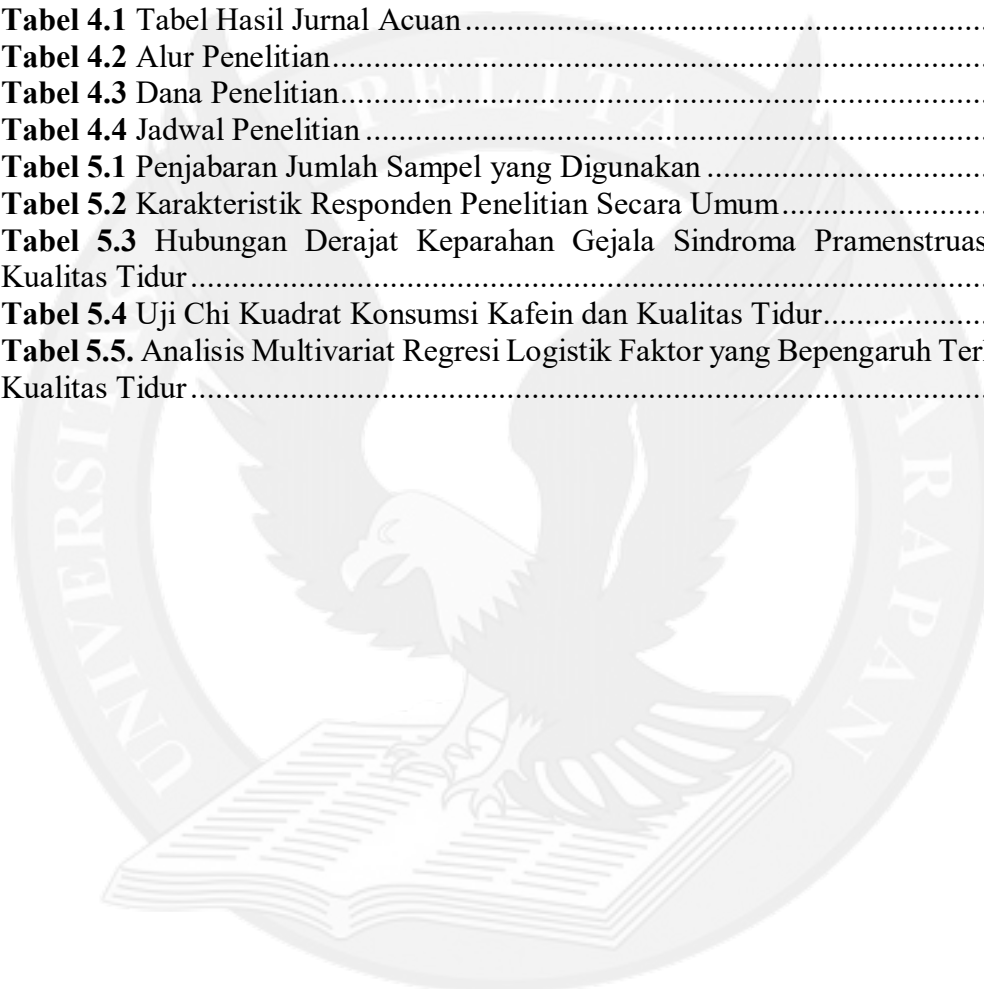 Tabel 4.1 Tabel Hasil Jurnal Acuan
Tabel 4.2 Alur Penelitian
Tabel 4.3 Dana Penelitian
Tabel 4.4 Jadwal Penelitian
Tabel 5.1 Penjabaran Jumlah Sampel yang Digunakan
Tabel 5.2 Karakteristik Responden Penelitian Secara Umum
Tabel 5.3 Hubungan Derajat Keparahan Gejala Sindroma Pramenstruas
Kualitas Tidur
Tabel 5.4 Uji Chi Kuadrat Konsumsi Kafein dan Kualitas Tidur
Tabel 5.5. Analisis Multivariat Regresi Logistik Faktor yang Bepengaruh Ter
Kualitas Tidur
UNIVERSITA
PELITA
ARAPAN